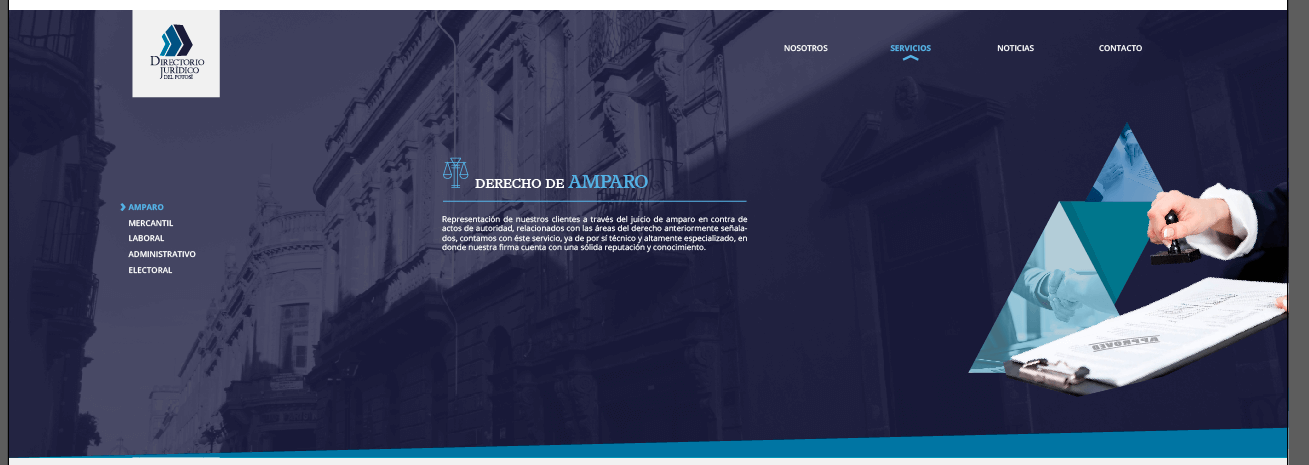 DIRECTORIO
JURÍDICO
DEL POTOSÍ
NOSOTROS
SERVICIOS
NOTICIAS
CONTACTO
DERECHO DE AMPARO
Representación de nuestros clientes a través del juicio de amparo en contra de
actos de autoridad, relacionados con las áreas del derecho anteriormente señala-
dos, contamos con éste servicio, ya de por sí técnico y altamente especializado, en
donde nuestra firma cuenta con una sólida reputación y conocimiento.
AMPARO
MERCANTIL
LABORAL
ADMINISTRATIVO
ELECTORAL
APPROVED